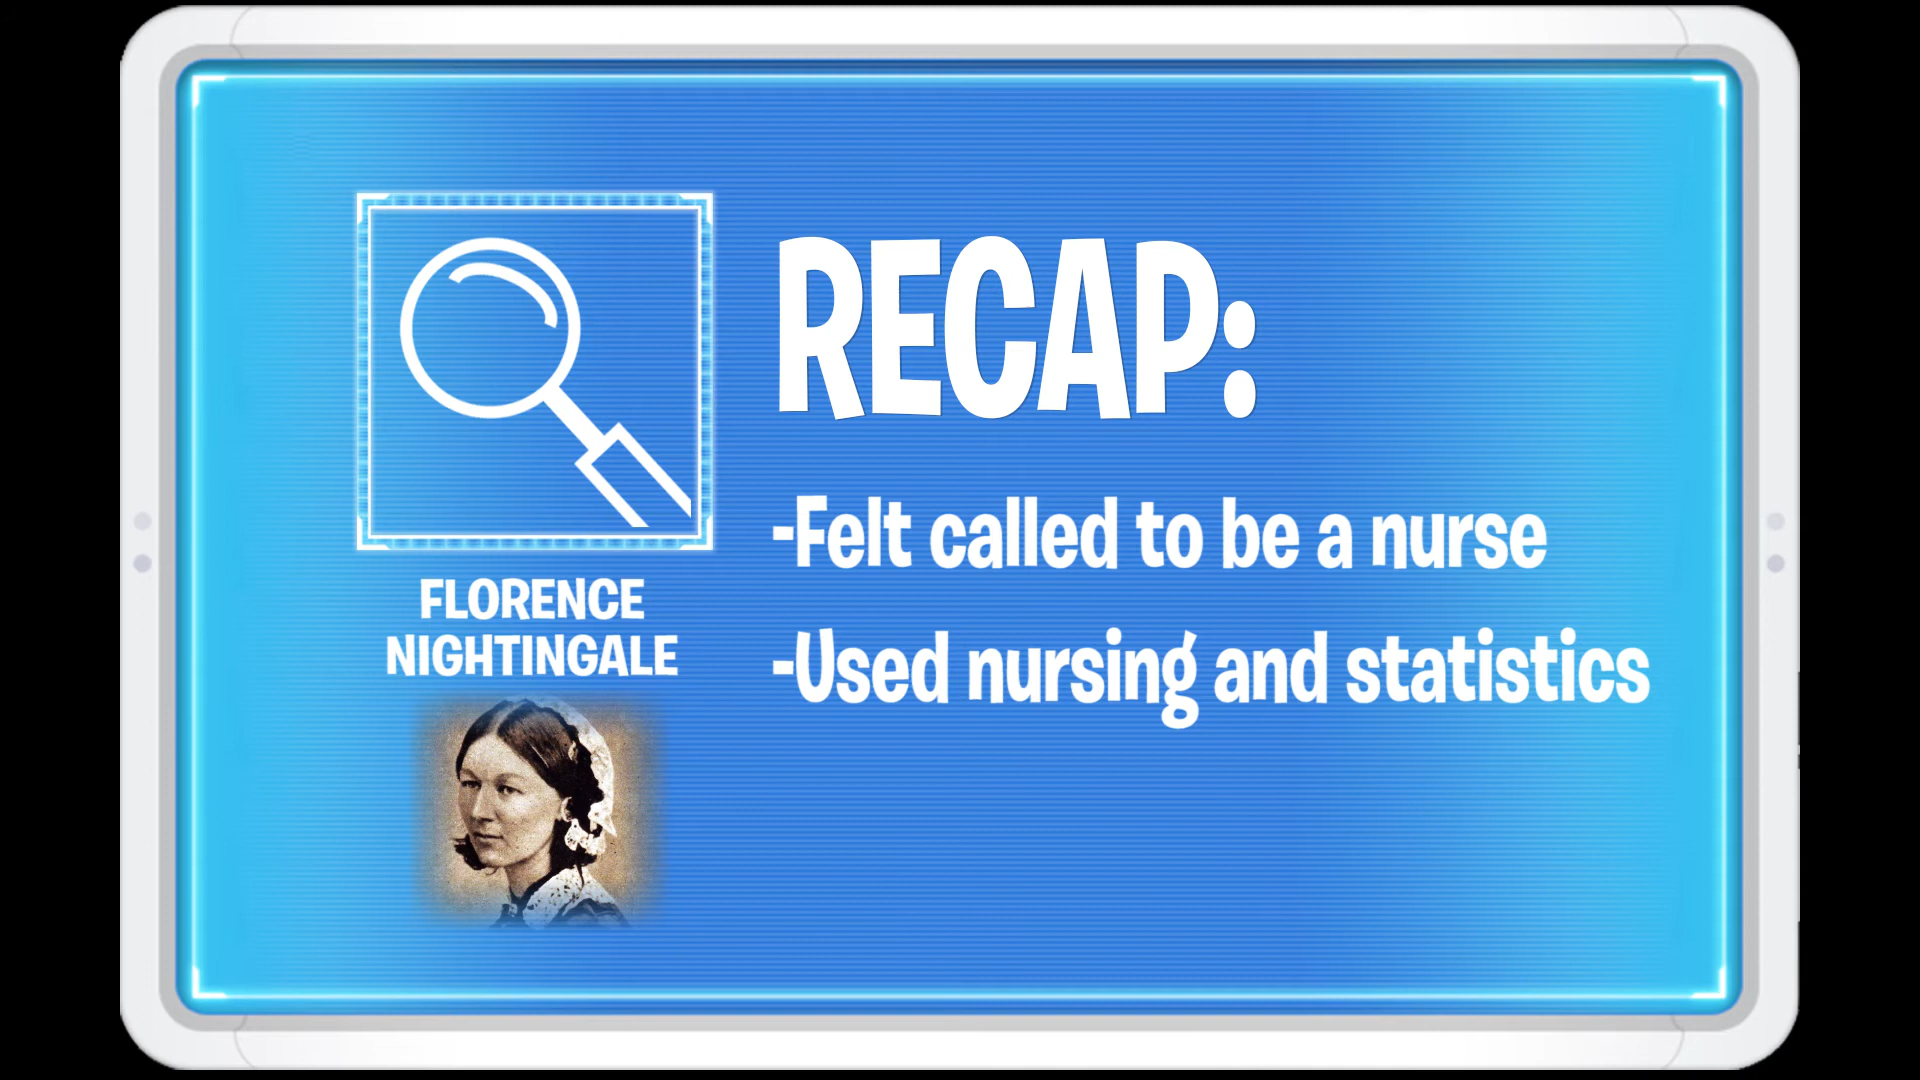 RECAP:
-Felt called to be a nurse
-Used nursing and statistics
FLORENCE
NIGHTINGALE